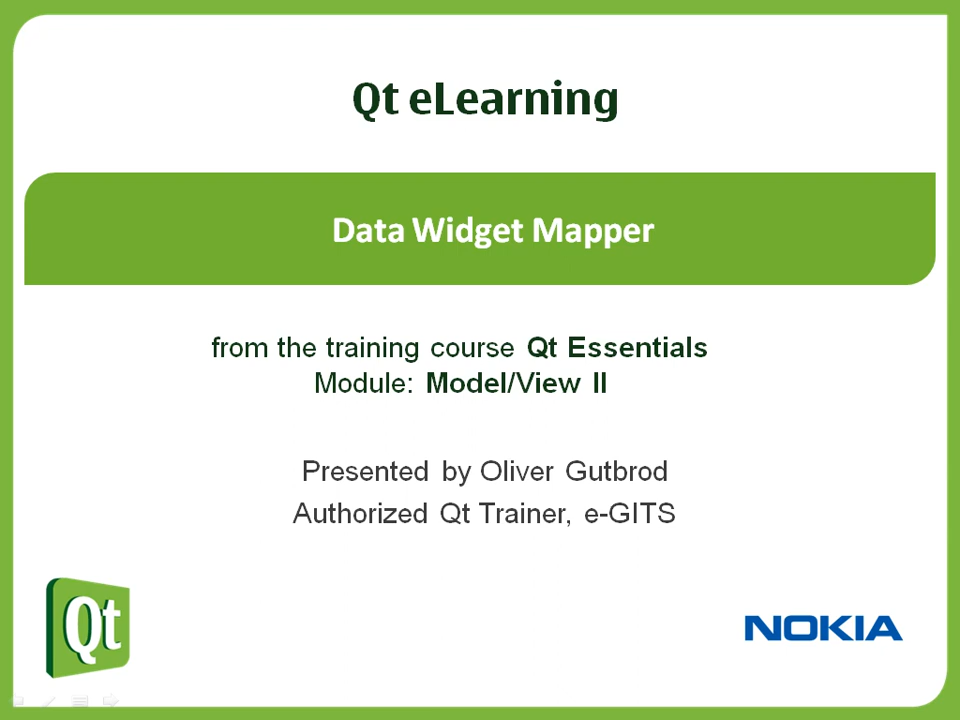 Qt eLearning
Data Widget Mapper
from the training course Qt Essentials
Module: Model/View II
Presented by Oliver Gutbrod
Authorized Qt Trainer, e-GITS
Qt
NOKIA